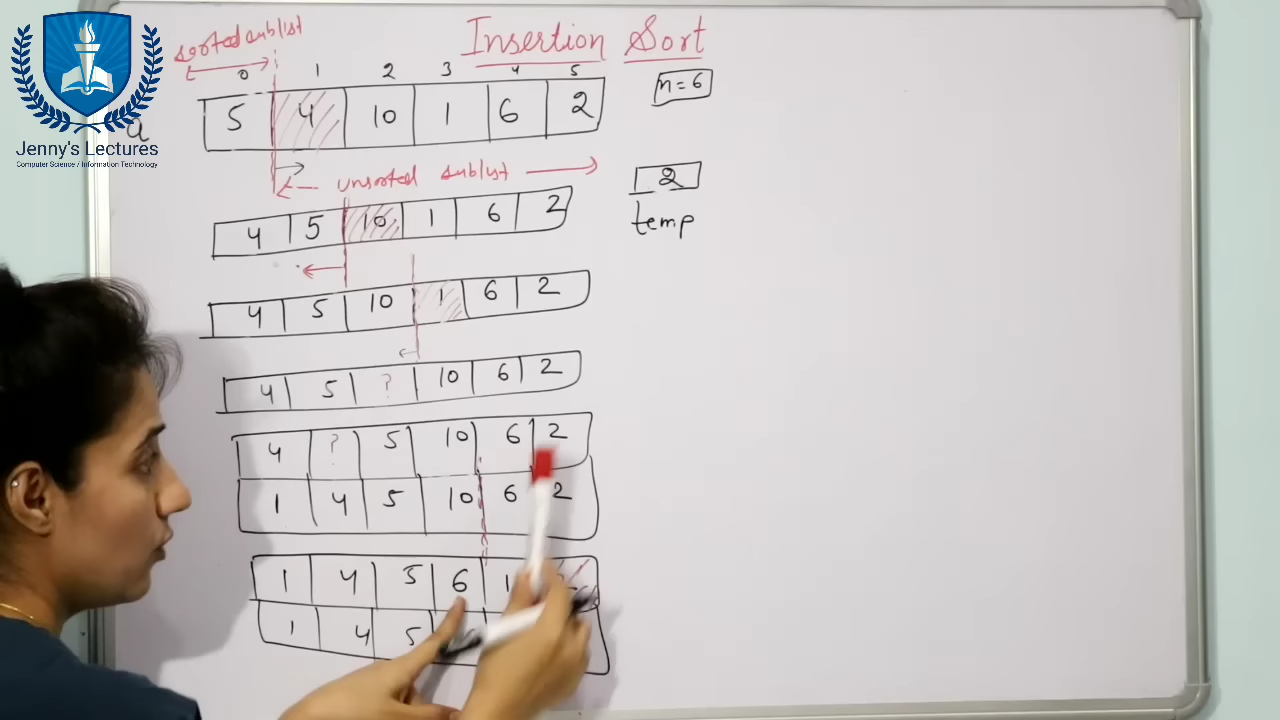 Insertion Sort
sorted sublist
0 1 2 3 4 5
n=6
5 4 10 1 6 2
a
Jenny's Lectures
Computer Science / Information Technology
unsorted sublist
2
temp
4 5 10 1 6 2
4 5 10 1 6 2
4 5 ? 10 6 2
4 ? 5 10 6 2
1 4 5 10 6 2
1 4 5 6
1 4 5